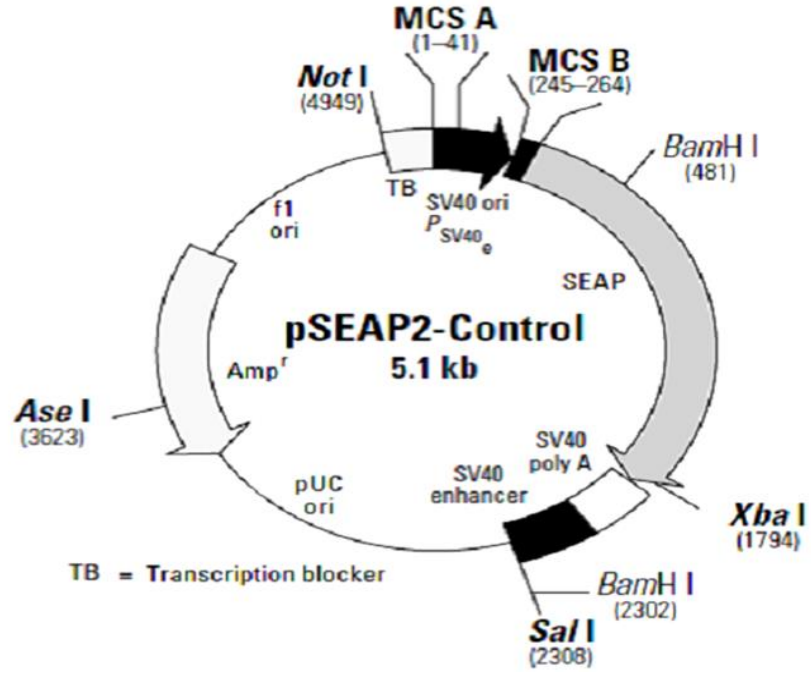 MCS A
(1–41)
MCS B
(245–264)
Not I
(4949)
BamH I
(481)
TB
SV40 ori
PSV40e
f1
ori
SEAP
pSEAP2-Control
5.1 kb
Ampr
Ase I
(3623)
SV40
poly A
SV40
enhancer
pUC
ori
Xba I
(1794)
TB = Transcription blocker
BamH I
(2302)
Sal I
(2308)